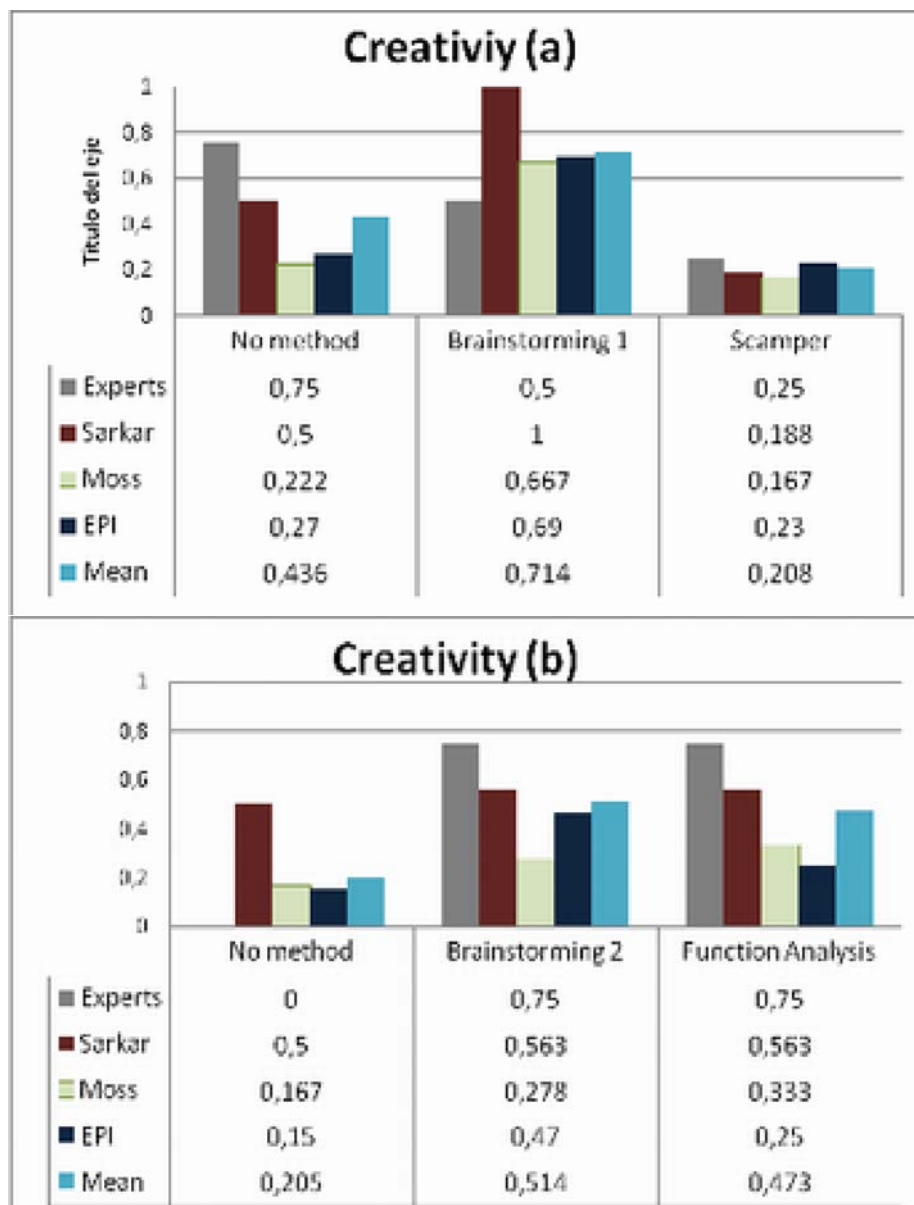 Creativiy (a)
Titulo del eje
1
0,8
0,6
0,4
0,2
0
No method Brainstorming 1 Scamper
Experts 0,75 0,5 0,25
Sarkar 0,5 1 0,188
Moss 0,222 0,667 0,167
EPI 0,27 0,69 0,23
Mean 0,436 0,714 0,208
Creativity (b)
1
0,8
0,6
0,4
0,2
0
No method Brainstorming 2 Function Analysis
Experts 0 0,75 0,75
Sarkar 0,5 0,563 0,563
Moss 0,167 0,278 0,333
EPI 0,15 0,47 0,25
Mean 0,205 0,514 0,473